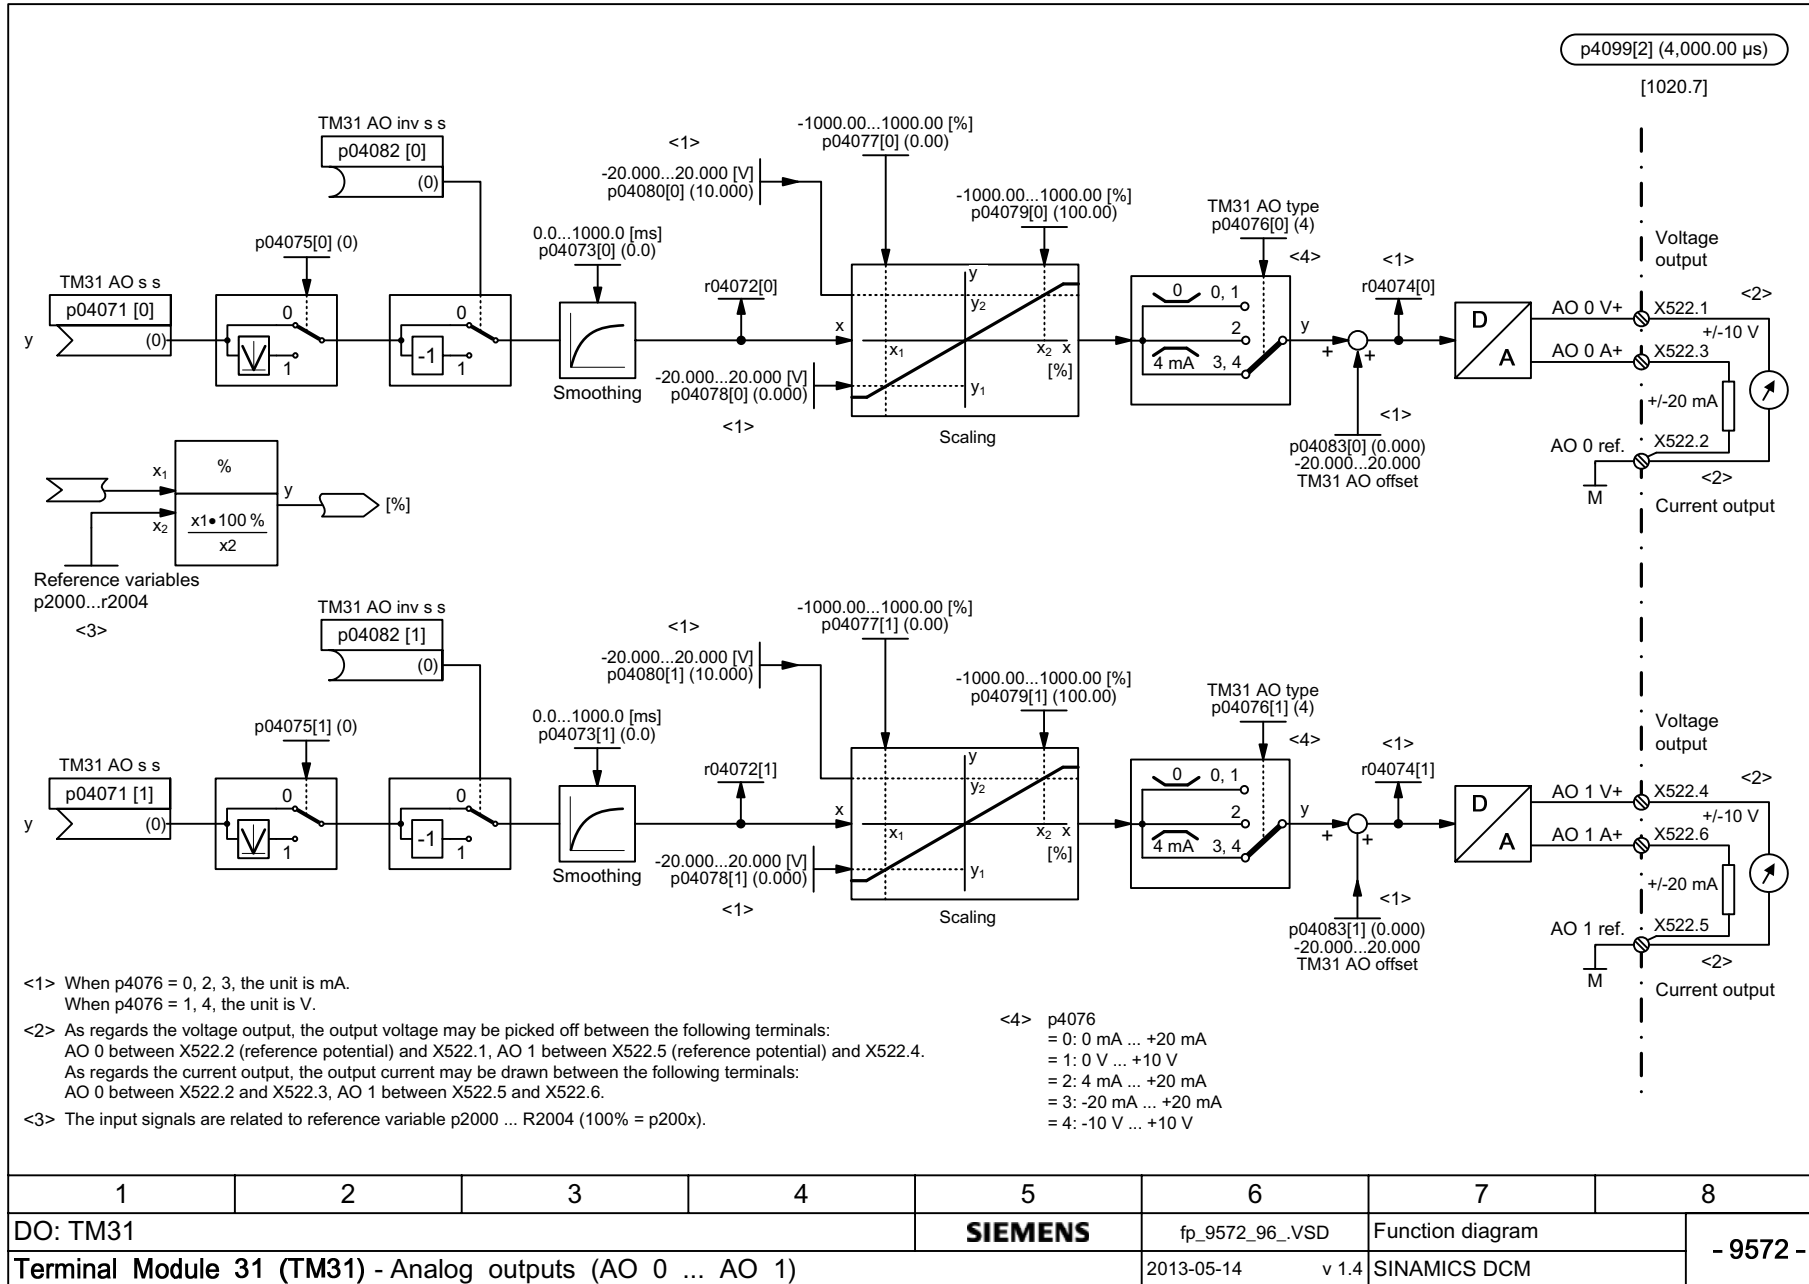 p4099[2] (4,000.00 µs)
[1020.7]
TM31 AO inv s s
p04082 [0]
(0)
p04075[0] (0)
TM31 AO s s
p04071 [0]
y
(0)
0
1
0
-1
1
0.0...1000.0 [ms]
p04073[0] (0.0)
Smoothing
<1>
-20.000...20.000 [V]
p04080[0] (10.000)
r04072[0]
-20.000...20.000 [V]
p04078[0] (0.000)
<1>
-1000.00...1000.00 [%]
p04077[0] (0.00)
-1000.00...1000.00 [%]
p04079[0] (100.00)
x
y
y2
x1
x2 x
[%]
y1
Scaling
TM31 AO type
p04076[0] (4)
<4>
0 0, 1
2
4 mA 3, 4
y
+
+
<1>
r04074[0]
<1>
p04083[0] (0.000)
-20.000...20.000
TM31 AO offset
D
A
Voltage
output
AO 0 V+
X522.1
<2>
+/-10 V
AO 0 A+
X522.3
+/-20 mA
AO 0 ref.
X522.2
M
<2>
Current output
x1
x2
%
x1•100 %
x2
y
[%]
Reference variables
p2000...r2004
<3>
TM31 AO inv s s
p04082 [1]
(0)
p04075[1] (0)
TM31 AO s s
p04071 [1]
y
(0)
0
1
0
-1
1
0.0...1000.0 [ms]
p04073[1] (0.0)
Smoothing
<1>
-20.000...20.000 [V]
p04080[1] (10.000)
r04072[1]
-20.000...20.000 [V]
p04078[1] (0.000)
<1>
-1000.00...1000.00 [%]
p04077[1] (0.00)
-1000.00...1000.00 [%]
p04079[1] (100.00)
x
y
y2
x1
x2 x
[%]
y1
Scaling
TM31 AO type
p04076[1] (4)
<4>
0 0, 1
2
4 mA 3, 4
y
+
+
<1>
r04074[1]
<1>
p04083[1] (0.000)
-20.000...20.000
TM31 AO offset
D
A
Voltage
output
AO 1 V+
X522.4
<2>
+/-10 V
AO 1 A+
X522.6
+/-20 mA
AO 1 ref.
X522.5
M
<2>
Current output
<1> When p4076 = 0, 2, 3, the unit is mA.
When p4076 = 1, 4, the unit is V.
<2> As regards the voltage output, the output voltage may be picked off between the following terminals:
AO 0 between X522.2 (reference potential) and X522.1, AO 1 between X522.5 (reference potential) and X522.4.
As regards the current output, the output current may be drawn between the following terminals:
AO 0 between X522.2 and X522.3, AO 1 between X522.5 and X522.6.
<3> The input signals are related to reference variable p2000 ... R2004 (100% = p200x).
<4> p4076
= 0: 0 mA ... +20 mA
= 1: 0 V ... +10 V
= 2: 4 mA ... +20 mA
= 3: -20 mA ... +20 mA
= 4: -10 V ... +10 V
1 2 3 4 5 6 7 8
DO: TM31
SIEMENS
fp_9572_96_.VSD
Function diagram
- 9572 -
Terminal Module 31 (TM31) - Analog outputs (AO 0 ... AO 1)
2013-05-14 v 1.4
SINAMICS DCM